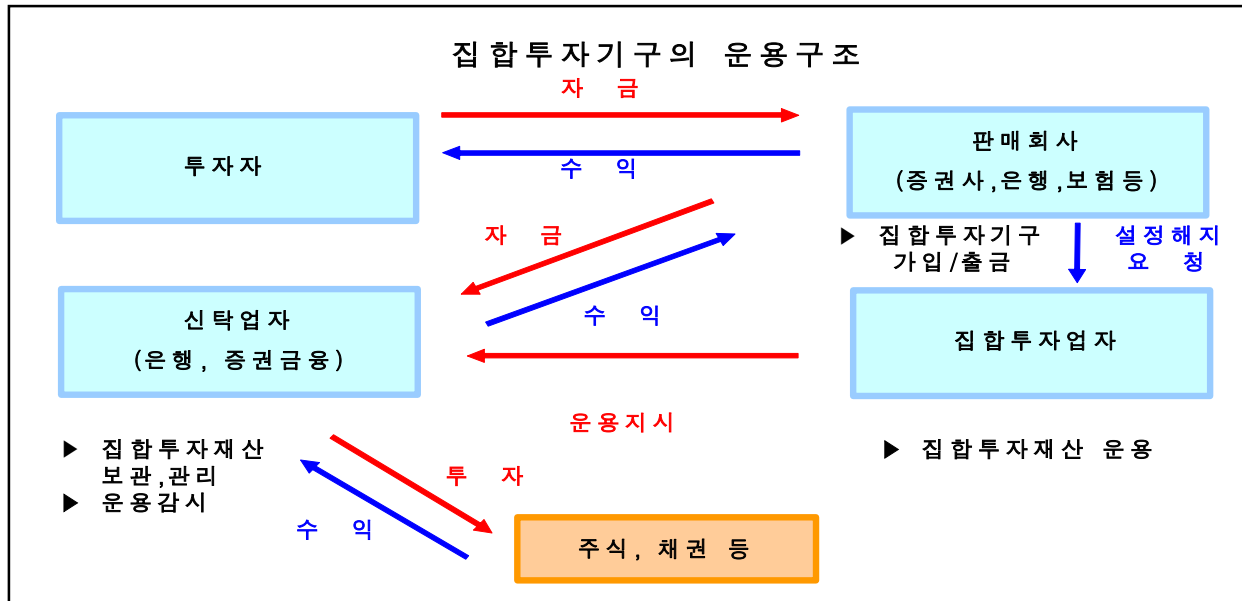 집합투자기구의 운용구조
자 금
투자자
수 익
판매회사
(증권사,은행,보험등)
자 금
▶ 집합투자기구
가입/출금
설정해지
요 청
신탁업자
(은행, 증권금융)
수 익
집합투자업자
운용지시
▶ 집합투자재산
보관,관리
▶ 운용감시
▶ 집합투자재산 운용
투 자
수 익
주식, 채권 등